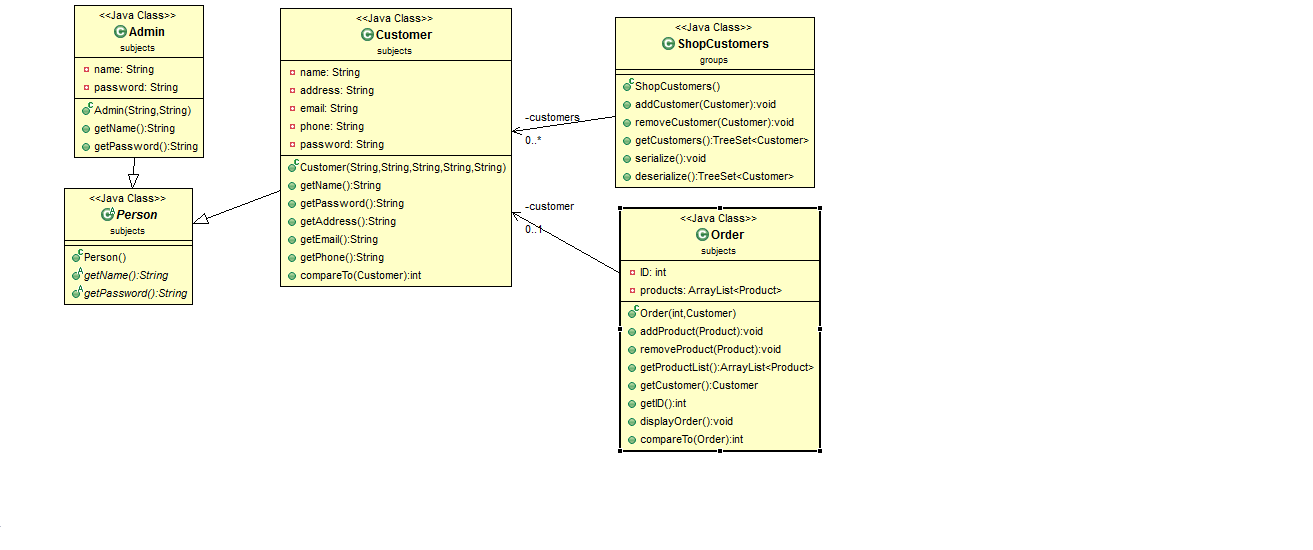 <<Java Class>>
Admin
subjects
name: String
password: String
Admin(String,String)
getName():String
getPassword():String
<<Java Class>>
Person
subjects
Person()
getName():String
getPassword():String
<<Java Class>>
Customer
subjects
name: String
address: String
email: String
phone: String
password: String
Customer(String,String,String,String,String)
getName():String
getPassword():String
getAddress():String
getEmail():String
getPhone():String
compareTo(Customer):int
-customers
0..*
-customer
0..1
<<Java Class>>
ShopCustomers
groups
ShopCustomers()
addCustomer(Customer):void
removeCustomer(Customer):void
getCustomers():TreeSet<Customer>
serialize():void
deserialize():TreeSet<Customer>
<<Java Class>>
Order
subjects
ID: int
products: ArrayList<Product>
Order(int,Customer)
addProduct(Product):void
removeProduct(Product):void
getProductList():ArrayList<Product>
getCustomer():Customer
getID():int
displayOrder():void
compareTo(Order):int